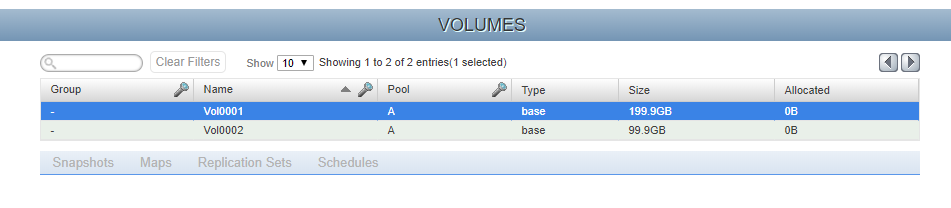 VOLUMES
Clear Filters Show 10 Showing 1 to 2 of 2 entries(1 selected)
Group Name Pool Type Size Allocated
- Vol0001 A base 199.9GB 0B
- Vol0002 A base 99.9GB 0B
Snapshots Maps Replication Sets Schedules